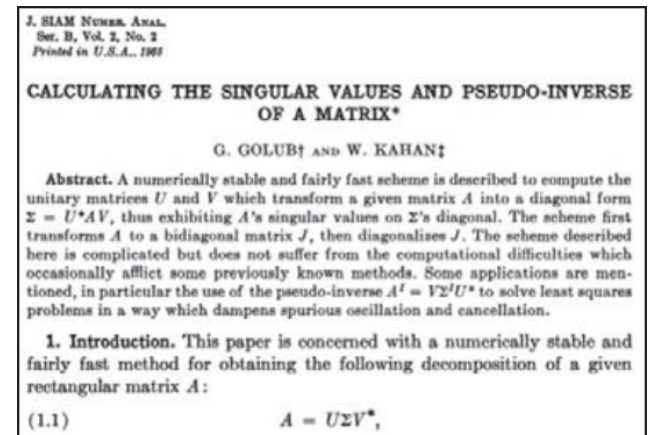 J. SIAM NUMER. ANAL.
Ser. B, Vol. 2, No. 2
Printed in U.S.A., 1965
CALCULATING THE SINGULAR VALUES AND PSEUDO-INVERSE
OF A MATRIX*
G. GOLUB† AND W. KAHAN‡
Abstract. A numerically stable and fairly fast scheme is described to compute the
unitary matrices U and V which transform a given matrix A into a diagonal form
Σ = U*AV, thus exhibiting A's singular values on Σ's diagonal. The scheme first
transforms A to a bidiagonal matrix J, then diagonalizes J. The scheme described
here is complicated but does not suffer from the computational difficulties which
occasionally afflict some previously known methods. Some applications are men-
tioned, in particular the use of the pseudo-inverse Aᴵ = VΣᴵU* to solve least squares
problems in a way which dampens spurious oscillation and cancellation.
1. Introduction. This paper is concerned with a numerically stable and
fairly fast method for obtaining the following decomposition of a given
rectangular matrix A:
(1.1) A = UΣV*,